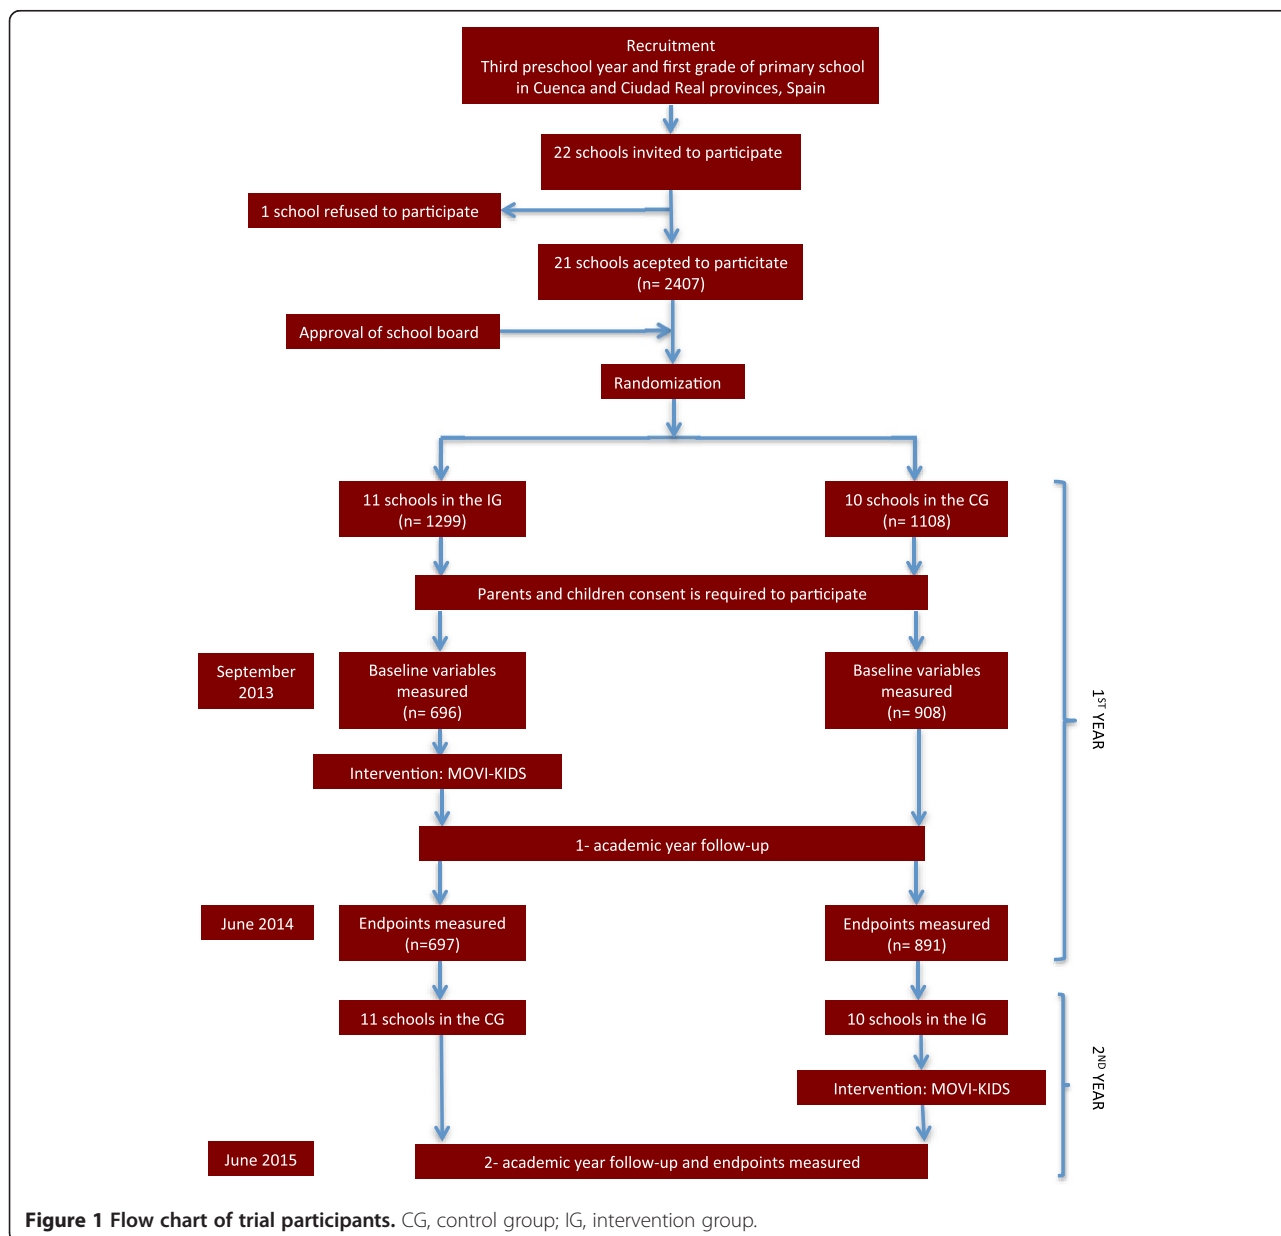 Recruitment
Third preschool year and first grade of primary school
in Cuenca and Ciudad Real provinces, Spain
22 schools invited to participate
1 school refused to participate
21 schools acepted to particitate
(n= 2407)
Approval of school board
Randomization
11 schools in the IG
(n= 1299)
10 schools in the CG
(n= 1108)
Parents and children consent is required to participate
September
2013
Baseline variables
measured
(n= 696)
Baseline variables
measured
(n= 908)
1ST YEAR
Intervention: MOVI-KIDS
1- academic year follow-up
June 2014
Endpoints measured
(n=697)
Endpoints measured
(n= 891)
11 schools in the CG
10 schools in the IG
2ND YEAR
Intervention: MOVI-KIDS
June 2015
2- academic year follow-up and endpoints measured
Figure 1 Flow chart of trial participants. CG, control group; IG, intervention group.